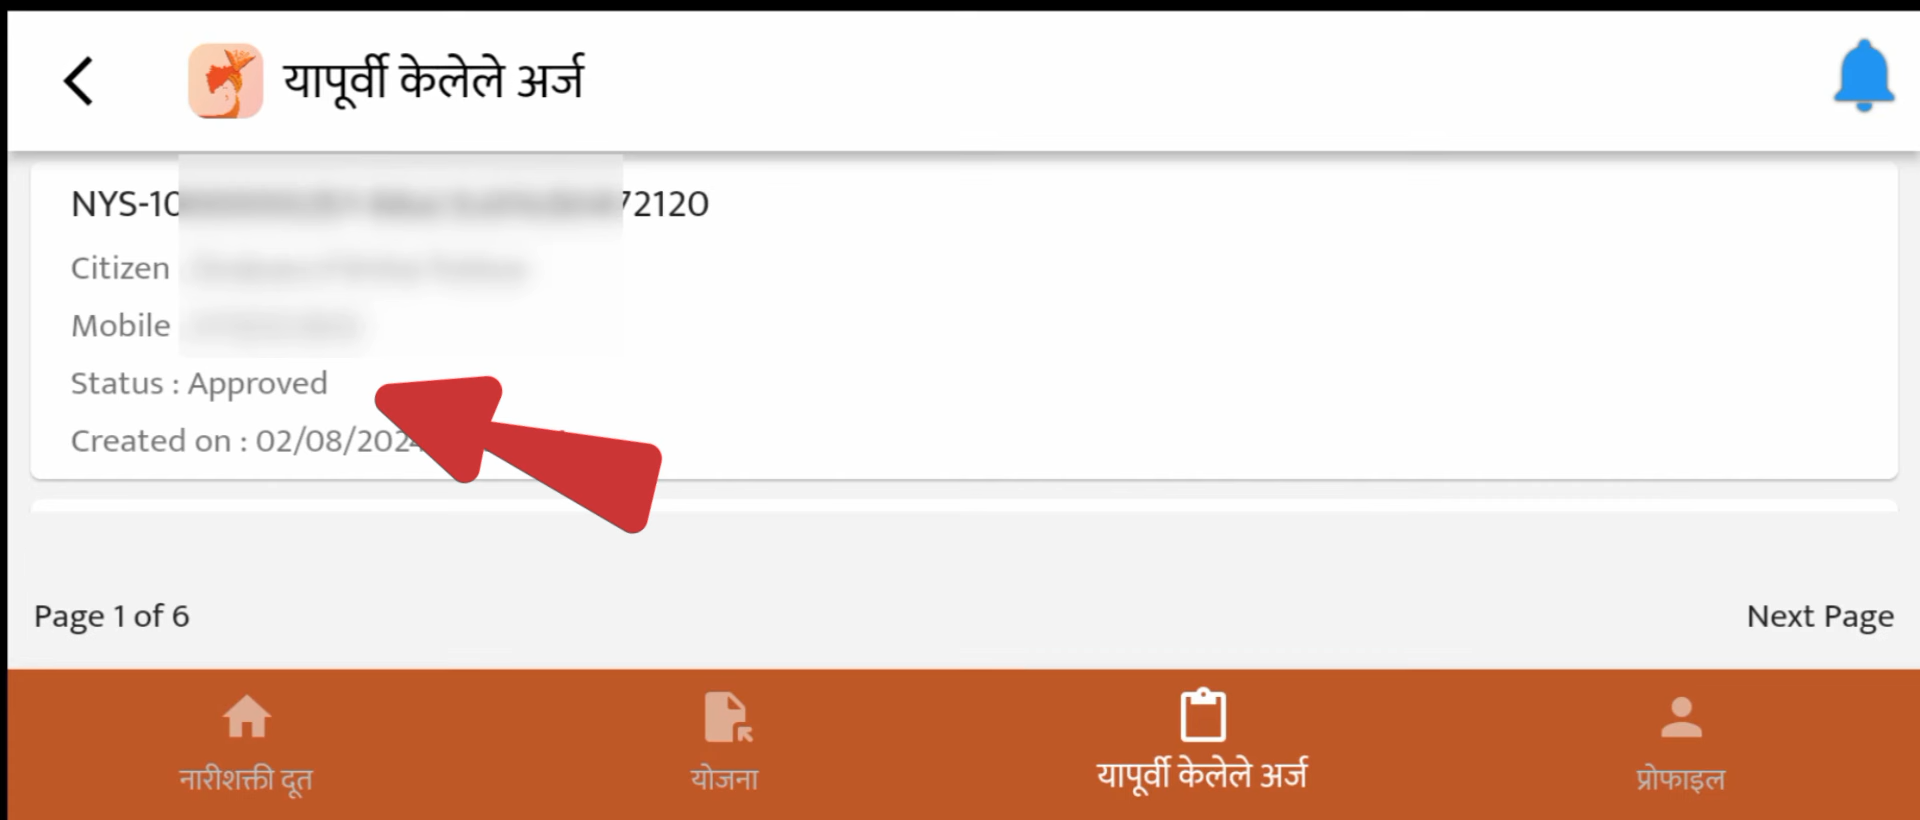 यापूर्वी केलेले अर्ज
NYS-10 72120
Citizen
Mobile
Status : Approved
Created on : 02/08/202
Page 1 of 6
Next Page
नारीशक्ती दूत
योजना
यापूर्वी केलेले अर्ज
प्रोफाइल